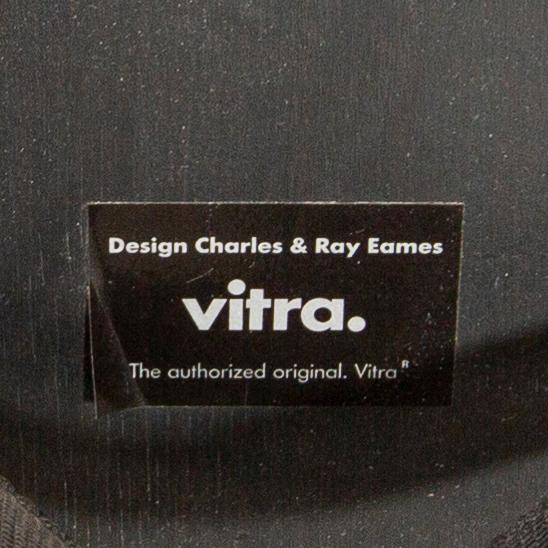 Design Charles & Ray Eames
vitra.
The authorized original. Vitra ᴿ